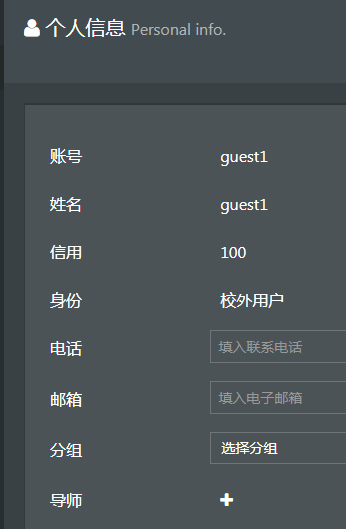 个人信息 Personal info.
账号 guest1
姓名 guest1
信用 100
身份 校外用户
电话 填入联系电话
邮箱 填入电子邮箱
分组 选择分组
导师